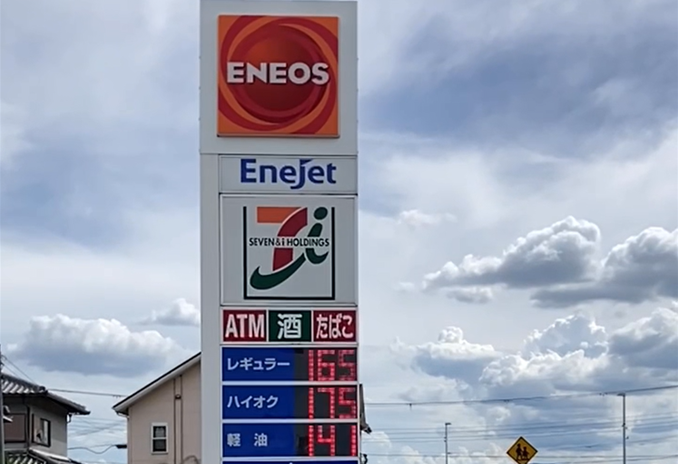 ENEOS
EneJet
SEVEN & i HOLDINGS
ATM 酒 たばこ
レギュラー 165
ハイオク 175
軽油 141